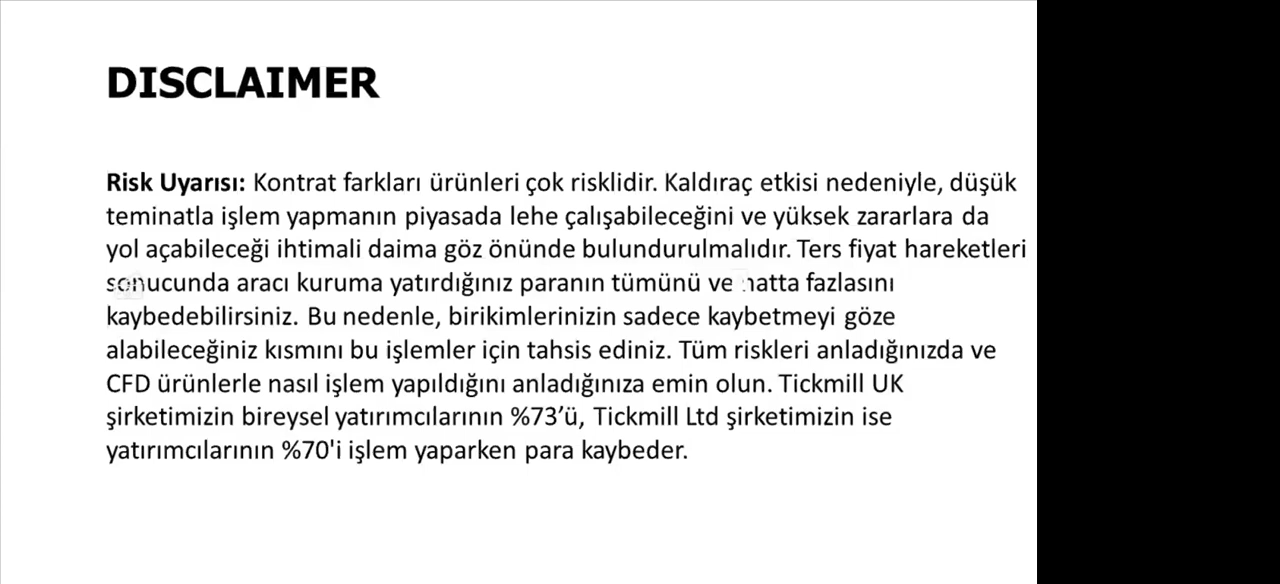 DISCLAIMER
Risk Uyarısı: Kontrat farkları ürünleri çok risklidir. Kaldıraç etkisi nedeniyle, düşük
teminatla işlem yapmanın piyasada lehe çalışabileceğini ve yüksek zararlara da
yol açabileceği ihtimali daima göz önünde bulundurulmalıdır. Ters fiyat hareketleri
sonucunda aracı kuruma yatırdığınız paranın tümünü ve hatta fazlasını
kaybedebilirsiniz. Bu nedenle, birikimlerinizin sadece kaybetmeyi göze
alabileceğiniz kısmını bu işlemler için tahsis ediniz. Tüm riskleri anladığınızda ve
CFD ürünlerle nasıl işlem yapıldığını anladığınıza emin olun. Tickmill UK
şirketimizin bireysel yatırımcılarının %73’ü, Tickmill Ltd şirketimizin ise
yatırımcılarının %70'i işlem yaparken para kaybeder.